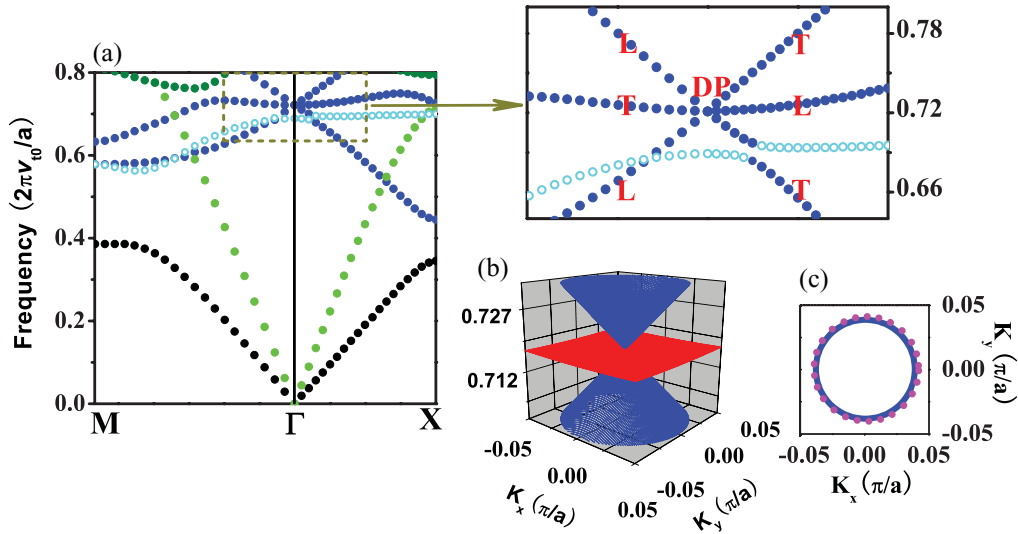 (a)
Frequency (2πv_t0/a)
0.8
0.6
0.4
0.2
0.0
M
Γ
X
L
T
DP
T
L
L
T
0.78
0.72
0.66
(b)
0.727
0.712
-0.05
0.00
0.05
K_x (π/a)
-0.05
0.00
0.05
K_y (π/a)
(c)
0.05
0.00
-0.05
K_y (π/a)
-0.05
0.00
0.05
K_x (π/a)